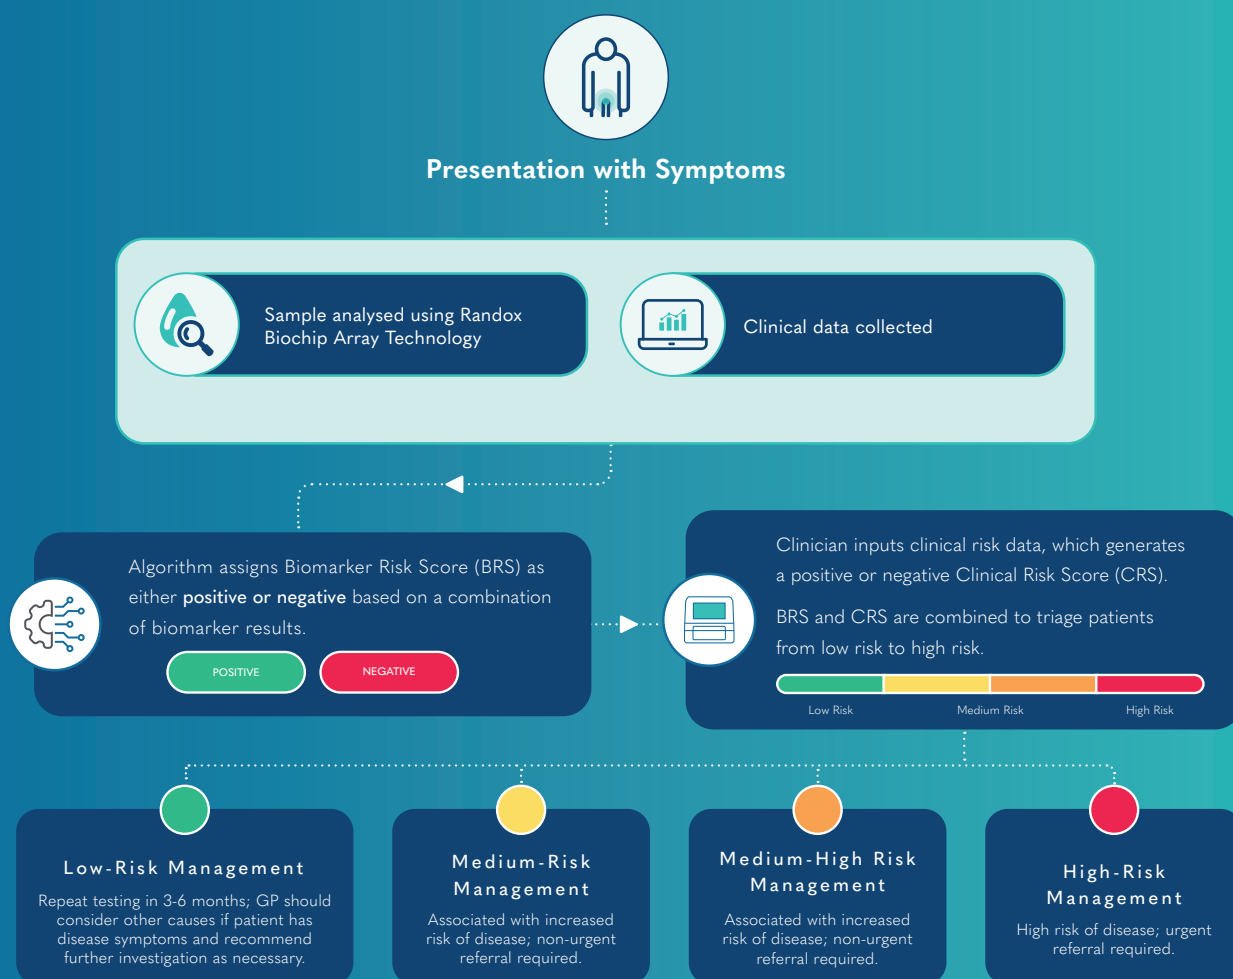 Presentation with Symptoms
Sample analysed using Randox
Biochip Array Technology
Clinical data collected
Algorithm assigns Biomarker Risk Score (BRS) as
either positive or negative based on a combination
of biomarker results.
POSITIVE
NEGATIVE
Clinician inputs clinical risk data, which generates
a positive or negative Clinical Risk Score (CRS).
BRS and CRS are combined to triage patients
from low risk to high risk.
Low Risk
Medium Risk
High Risk
Low-Risk Management
Repeat testing in 3-6 months; GP should
consider other causes if patient has
disease symptoms and recommend
further investigation as necessary.
Medium-Risk
Management
Associated with increased
risk of disease; non-urgent
referral required.
Medium-High Risk
Management
Associated with increased
risk of disease; non-urgent
referral required.
High-Risk
Management
High risk of disease; urgent
referral required.